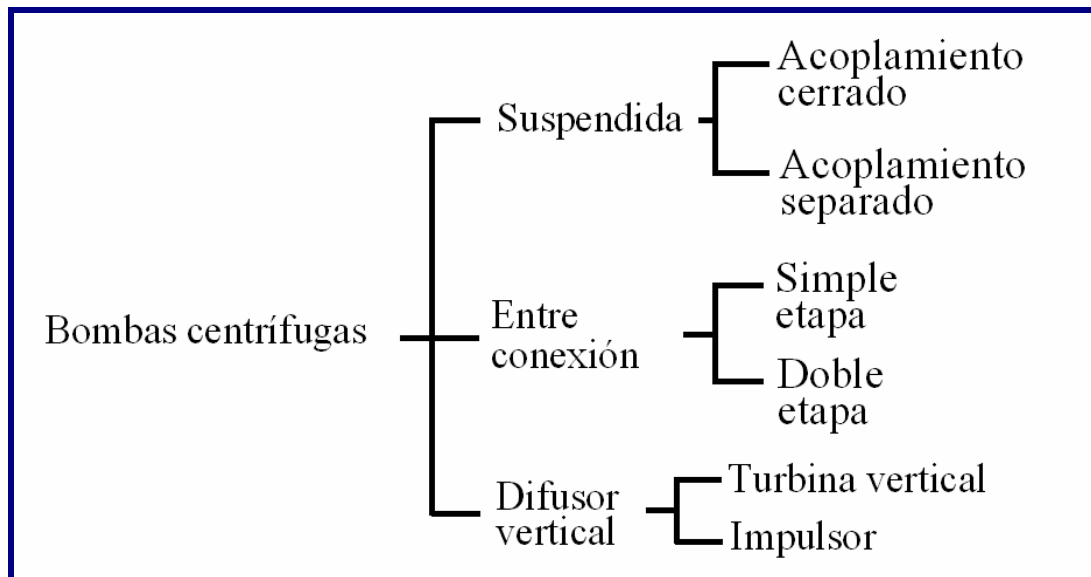 Bombas centrífugas
Suspendida
Acoplamiento
cerrado
Acoplamiento
separado
Entre
conexión
Simple
etapa
Doble
etapa
Difusor
vertical
Turbina vertical
Impulsor